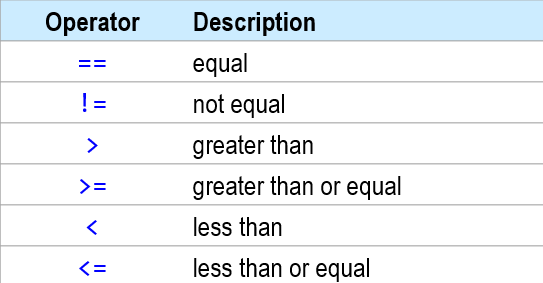 Operator Description
== equal
!= not equal
> greater than
>= greater than or equal
< less than
<= less than or equal